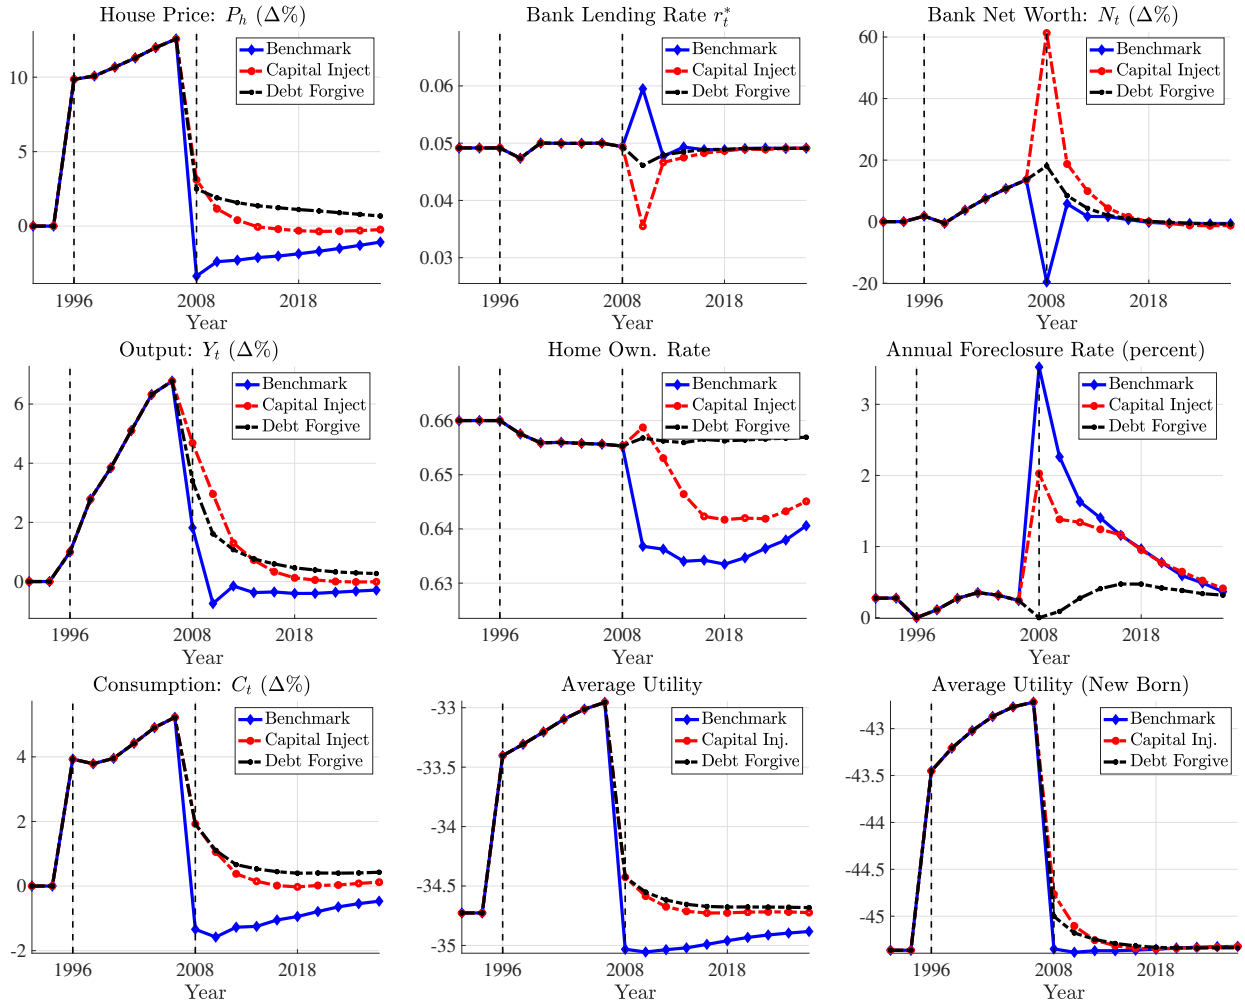 House Price: P_h (Δ%)
10
5
0
1996
2008
2018
Year
Benchmark
Capital Inject
Debt Forgive
Bank Lending Rate r_t^*
0.06
0.05
0.04
0.03
1996
2008
2018
Year
Benchmark
Capital Inject
Debt Forgive
Bank Net Worth: N_t (Δ%)
60
40
20
0
-20
1996
2008
2018
Year
Benchmark
Capital Inject
Debt Forgive
Output: Y_t (Δ%)
6
4
2
0
1996
2008
2018
Year
Benchmark
Capital Inject
Debt Forgive
Home Own. Rate
0.66
0.65
0.64
0.63
1996
2008
2018
Year
Benchmark
Capital Inject
Debt Forgive
Annual Foreclosure Rate (percent)
3
2
1
0
1996
2008
2018
Year
Benchmark
Capital Inject
Debt Forgive
Consumption: C_t (Δ%)
4
2
0
-2
1996
2008
2018
Year
Benchmark
Capital Inject
Debt Forgive
Average Utility
-33
-33.5
-34
-34.5
-35
1996
2008
2018
Year
Benchmark
Capital Inj.
Debt Forgive
Average Utility (New Born)
-43
-43.5
-44
-44.5
-45
1996
2008
2018
Year
Benchmark
Capital Inj.
Debt Forgive